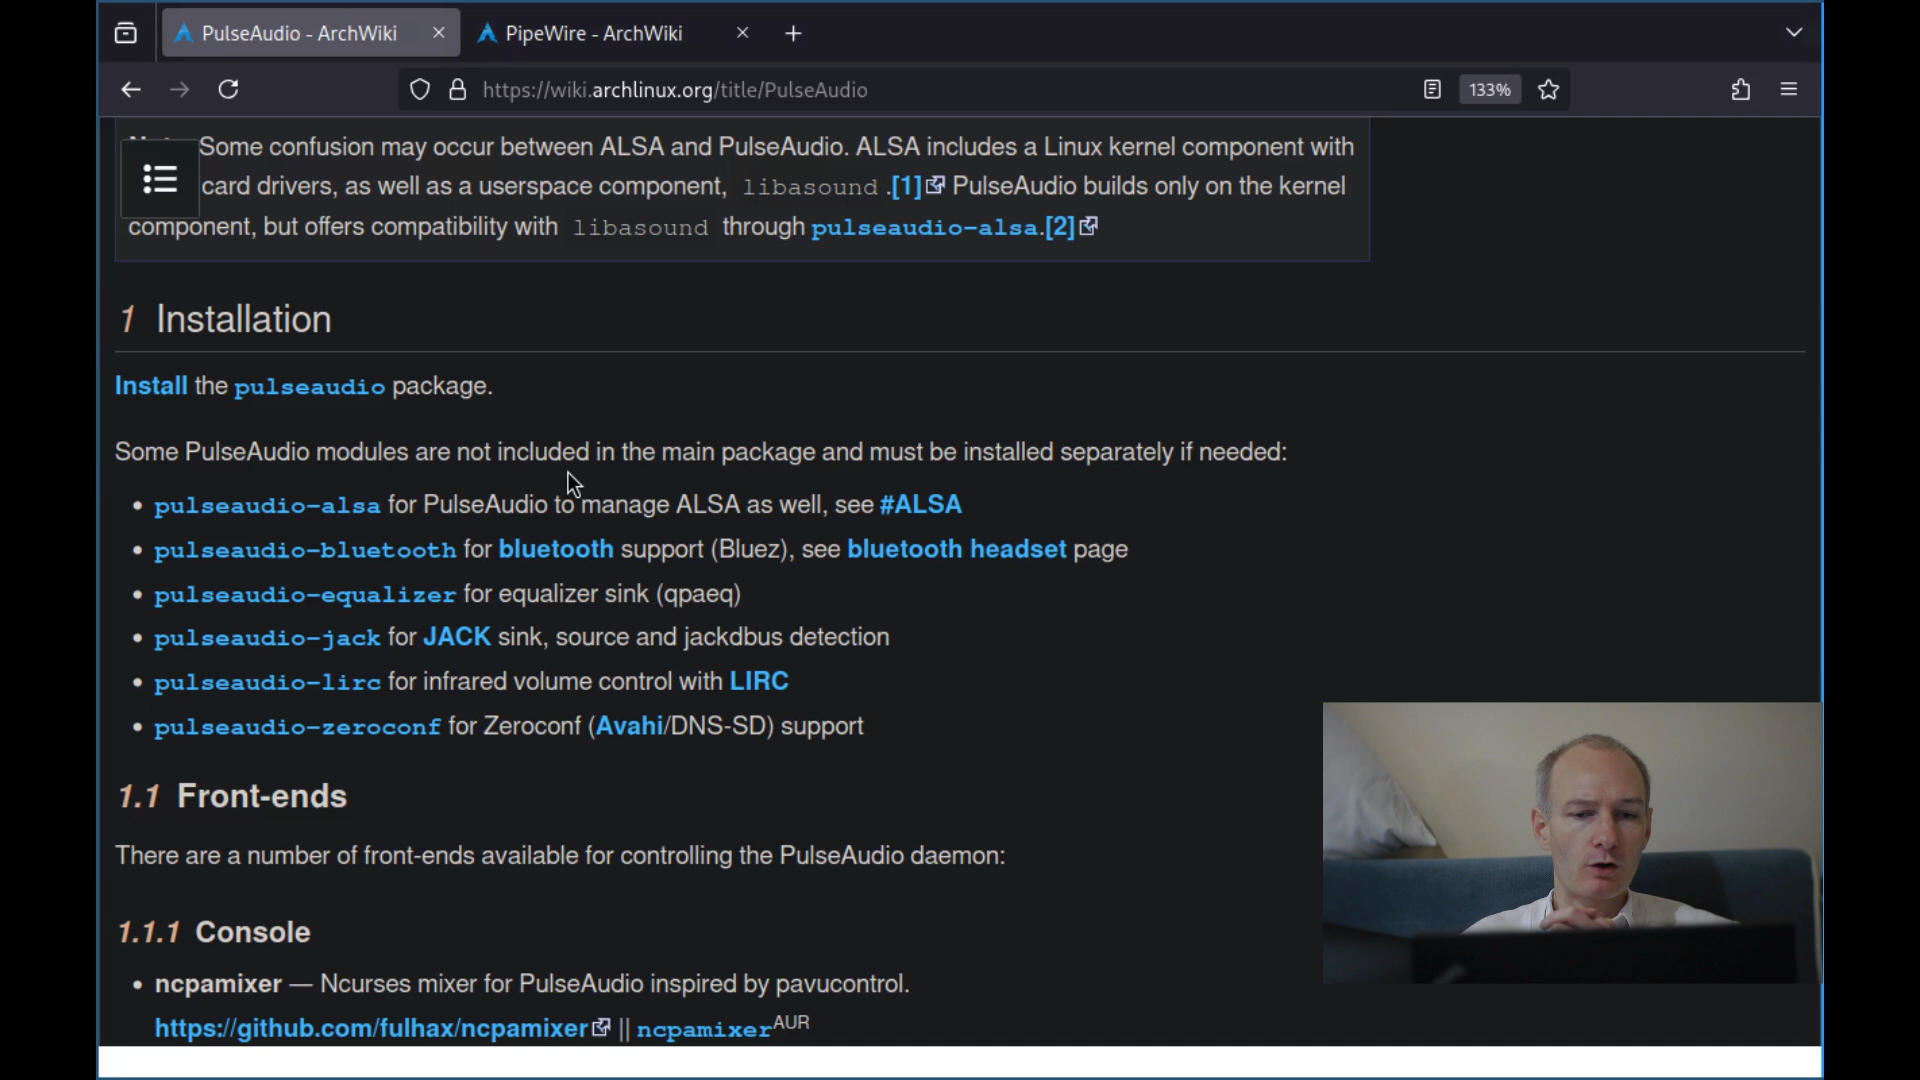 PulseAudio - ArchWiki
PipeWire - ArchWiki
https://wiki.archlinux.org/title/PulseAudio
133%
Some confusion may occur between ALSA and PulseAudio. ALSA includes a Linux kernel component with
card drivers, as well as a userspace component, libasound .[1] PulseAudio builds only on the kernel
component, but offers compatibility with libasound through pulseaudio-alsa.[2]
1 Installation
Install the pulseaudio package.
Some PulseAudio modules are not included in the main package and must be installed separately if needed:
• pulseaudio-alsa for PulseAudio to manage ALSA as well, see #ALSA
• pulseaudio-bluetooth for bluetooth support (Bluez), see bluetooth headset page
• pulseaudio-equalizer for equalizer sink (qpaeq)
• pulseaudio-jack for JACK sink, source and jackdbus detection
• pulseaudio-lirc for infrared volume control with LIRC
• pulseaudio-zeroconf for Zeroconf (Avahi/DNS-SD) support
1.1 Front-ends
There are a number of front-ends available for controlling the PulseAudio daemon:
1.1.1 Console
• ncpamixer — Ncurses mixer for PulseAudio inspired by pavucontrol.
https://github.com/fulhax/ncpamixer || ncpamixerAUR